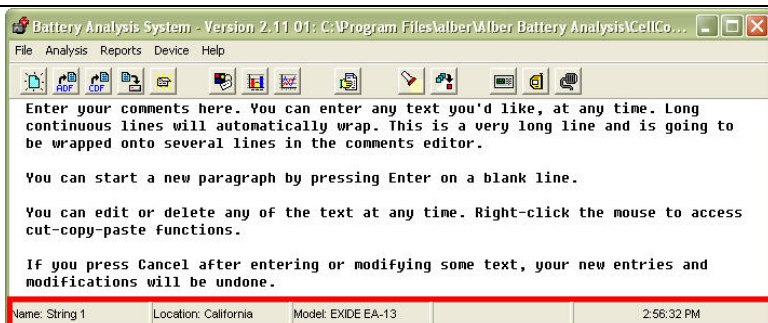 Battery Analysis System - Version 2.11 01: C:\Program Files\alber\Alber Battery Analysis\CellCo...
File Analysis Reports Device Help
ADF CDF
Enter your comments here. You can enter any text you'd like, at any time. Long
continuous lines will automatically wrap. This is a very long line and is going to
be wrapped onto several lines in the comments editor.
You can start a new paragraph by pressing Enter on a blank line.
You can edit or delete any of the text at any time. Right-click the mouse to access
cut-copy-paste functions.
If you press Cancel after entering or modifying some text, your new entries and
modifications will be undone.
Name: String 1 Location: California Model: EXIDE EA-13 2:56:32 PM